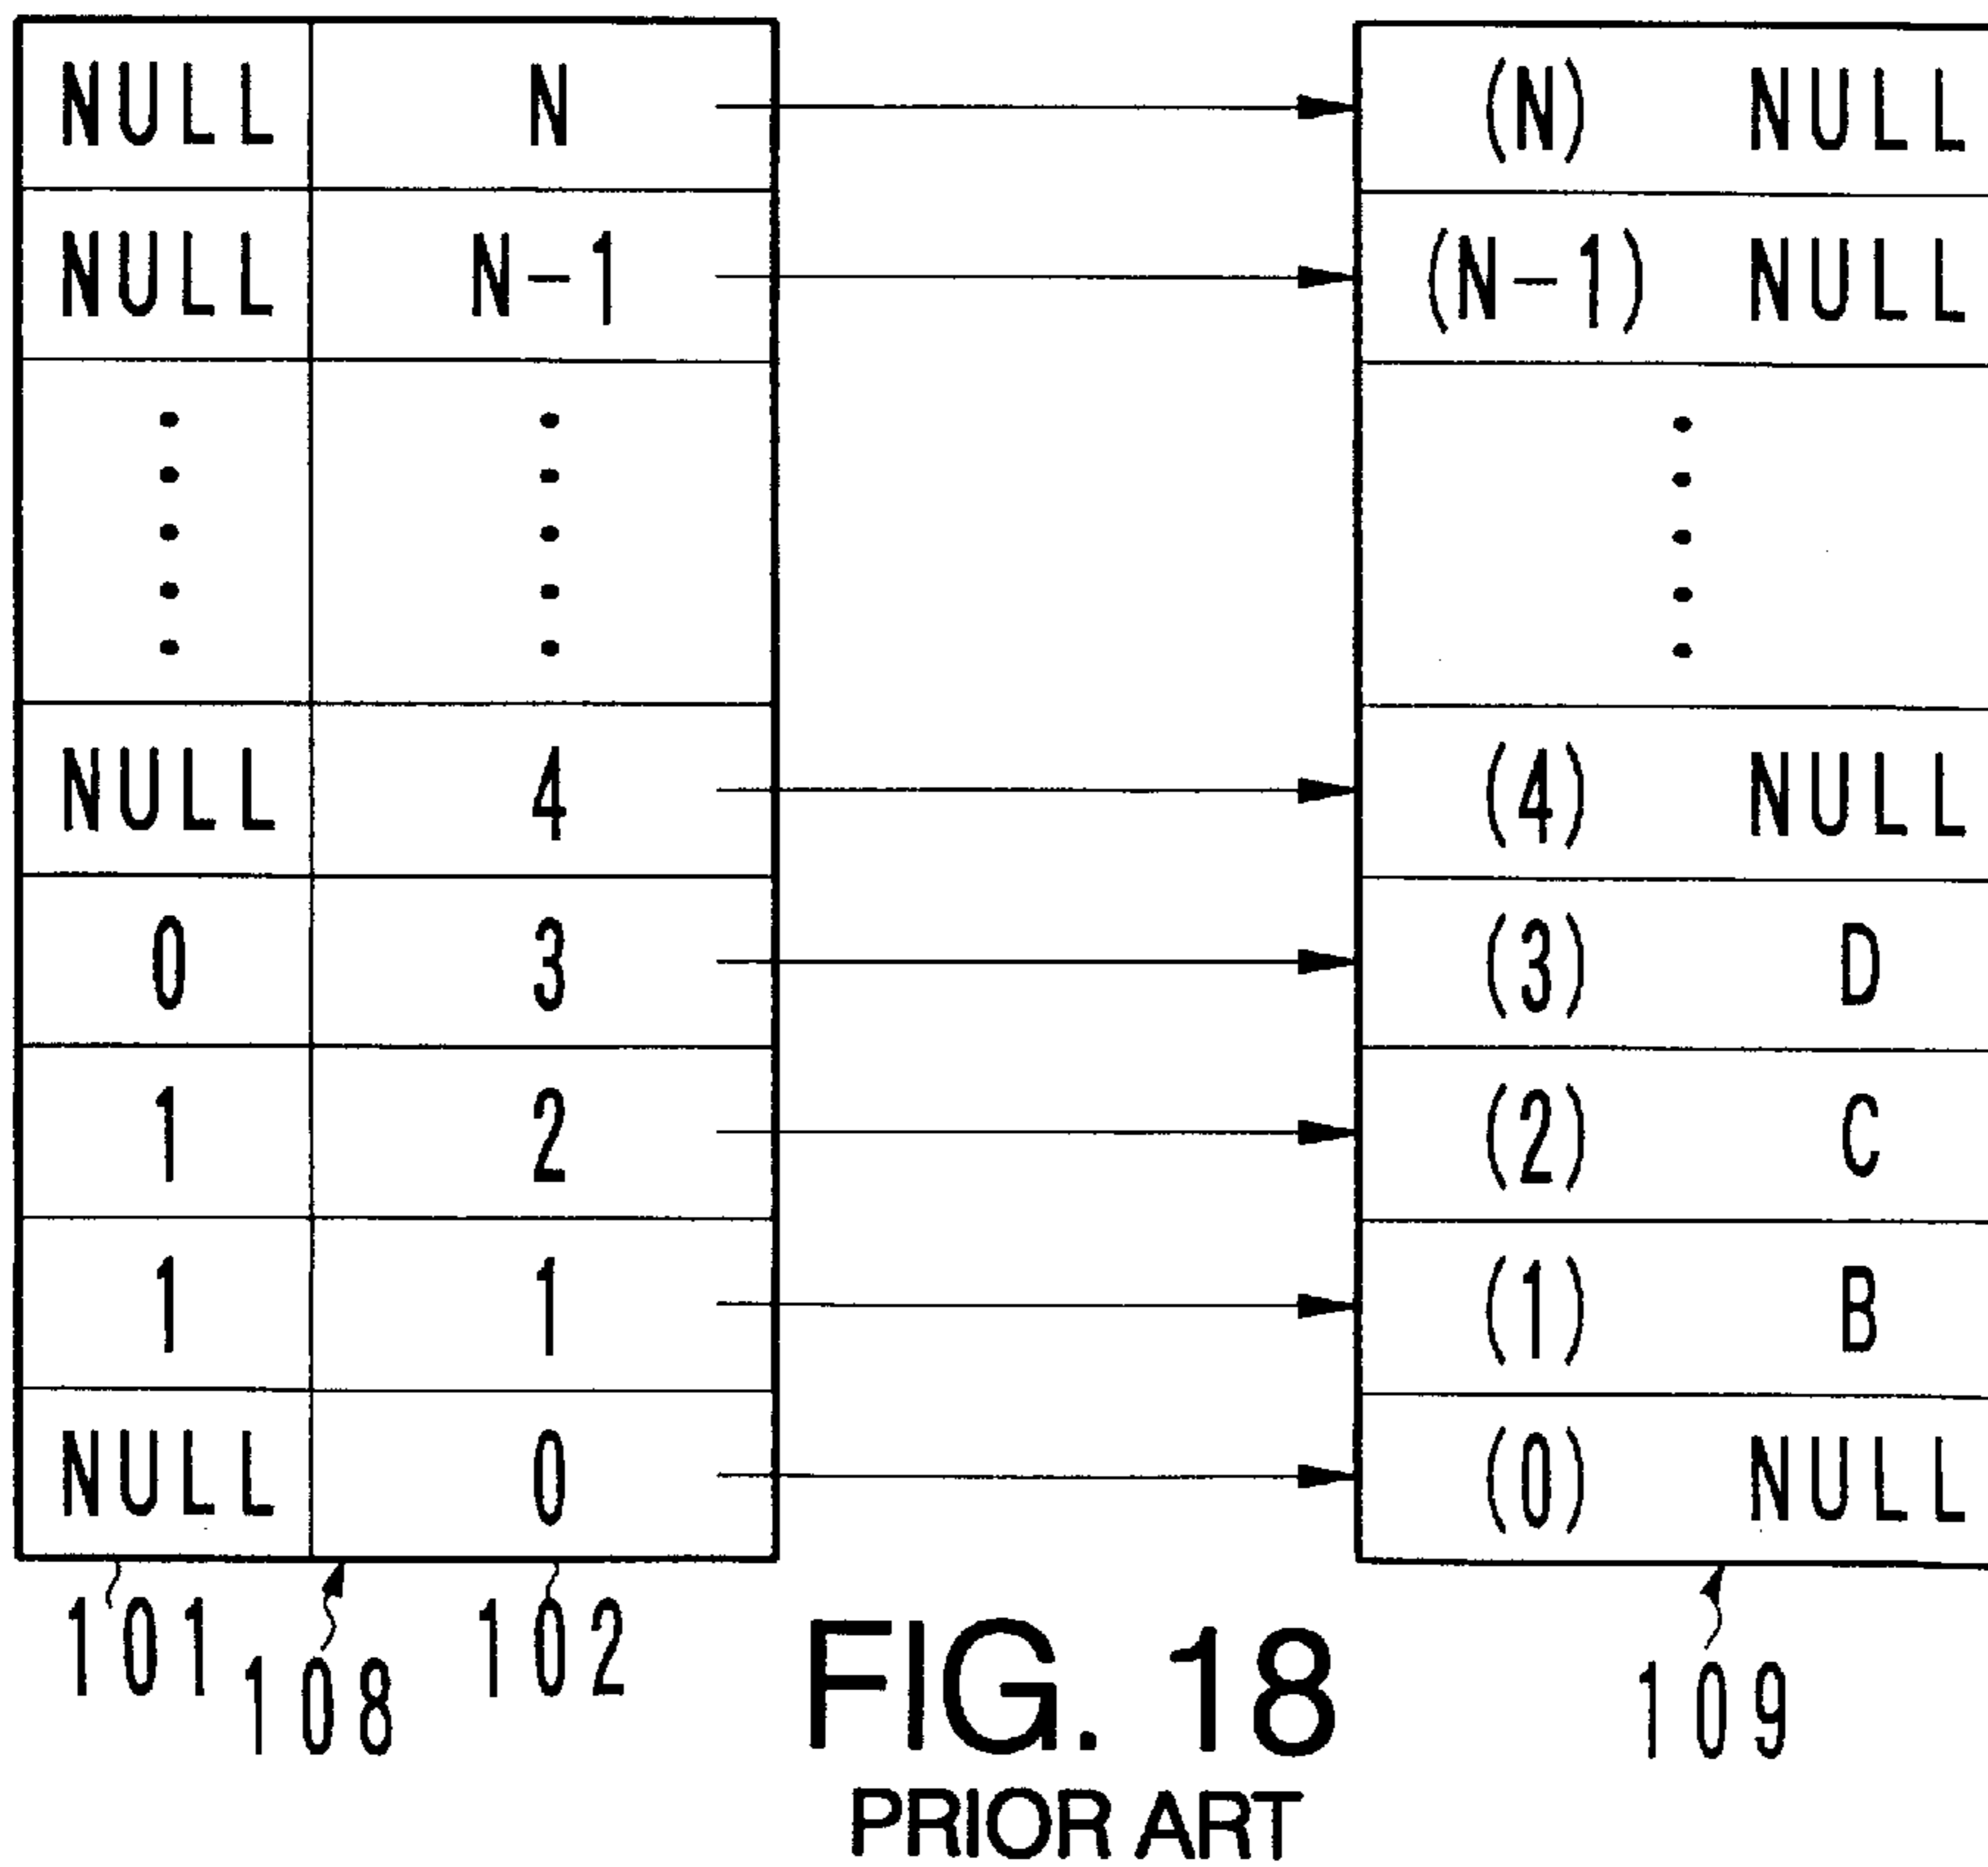 NULL N (N) NULL
NULL N-1 (N-1) NULL
NULL 4 (4) NULL
0 3 (3) D
1 2 (2) C
1 1 (1) B
NULL 0 (0) NULL
101 108 102 109
FIG. 18
PRIOR ART